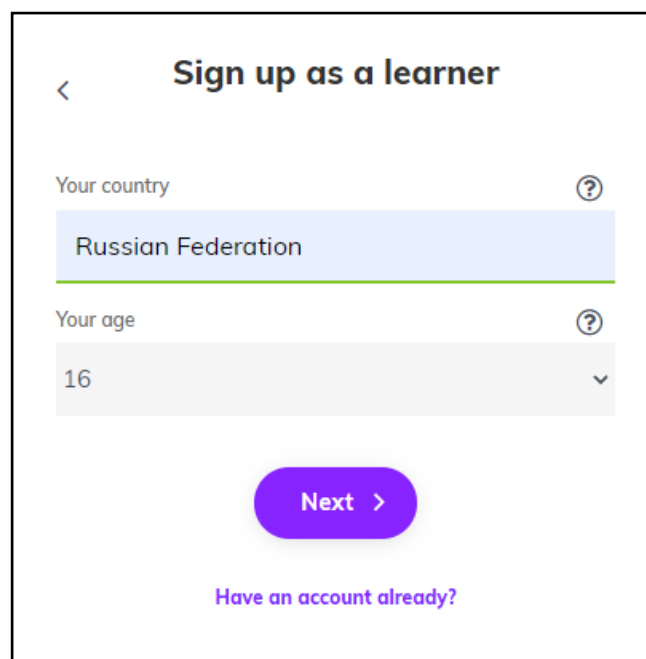 Sign up as a learner
Your country
Russian Federation
Your age
16
Next
Have an account already?